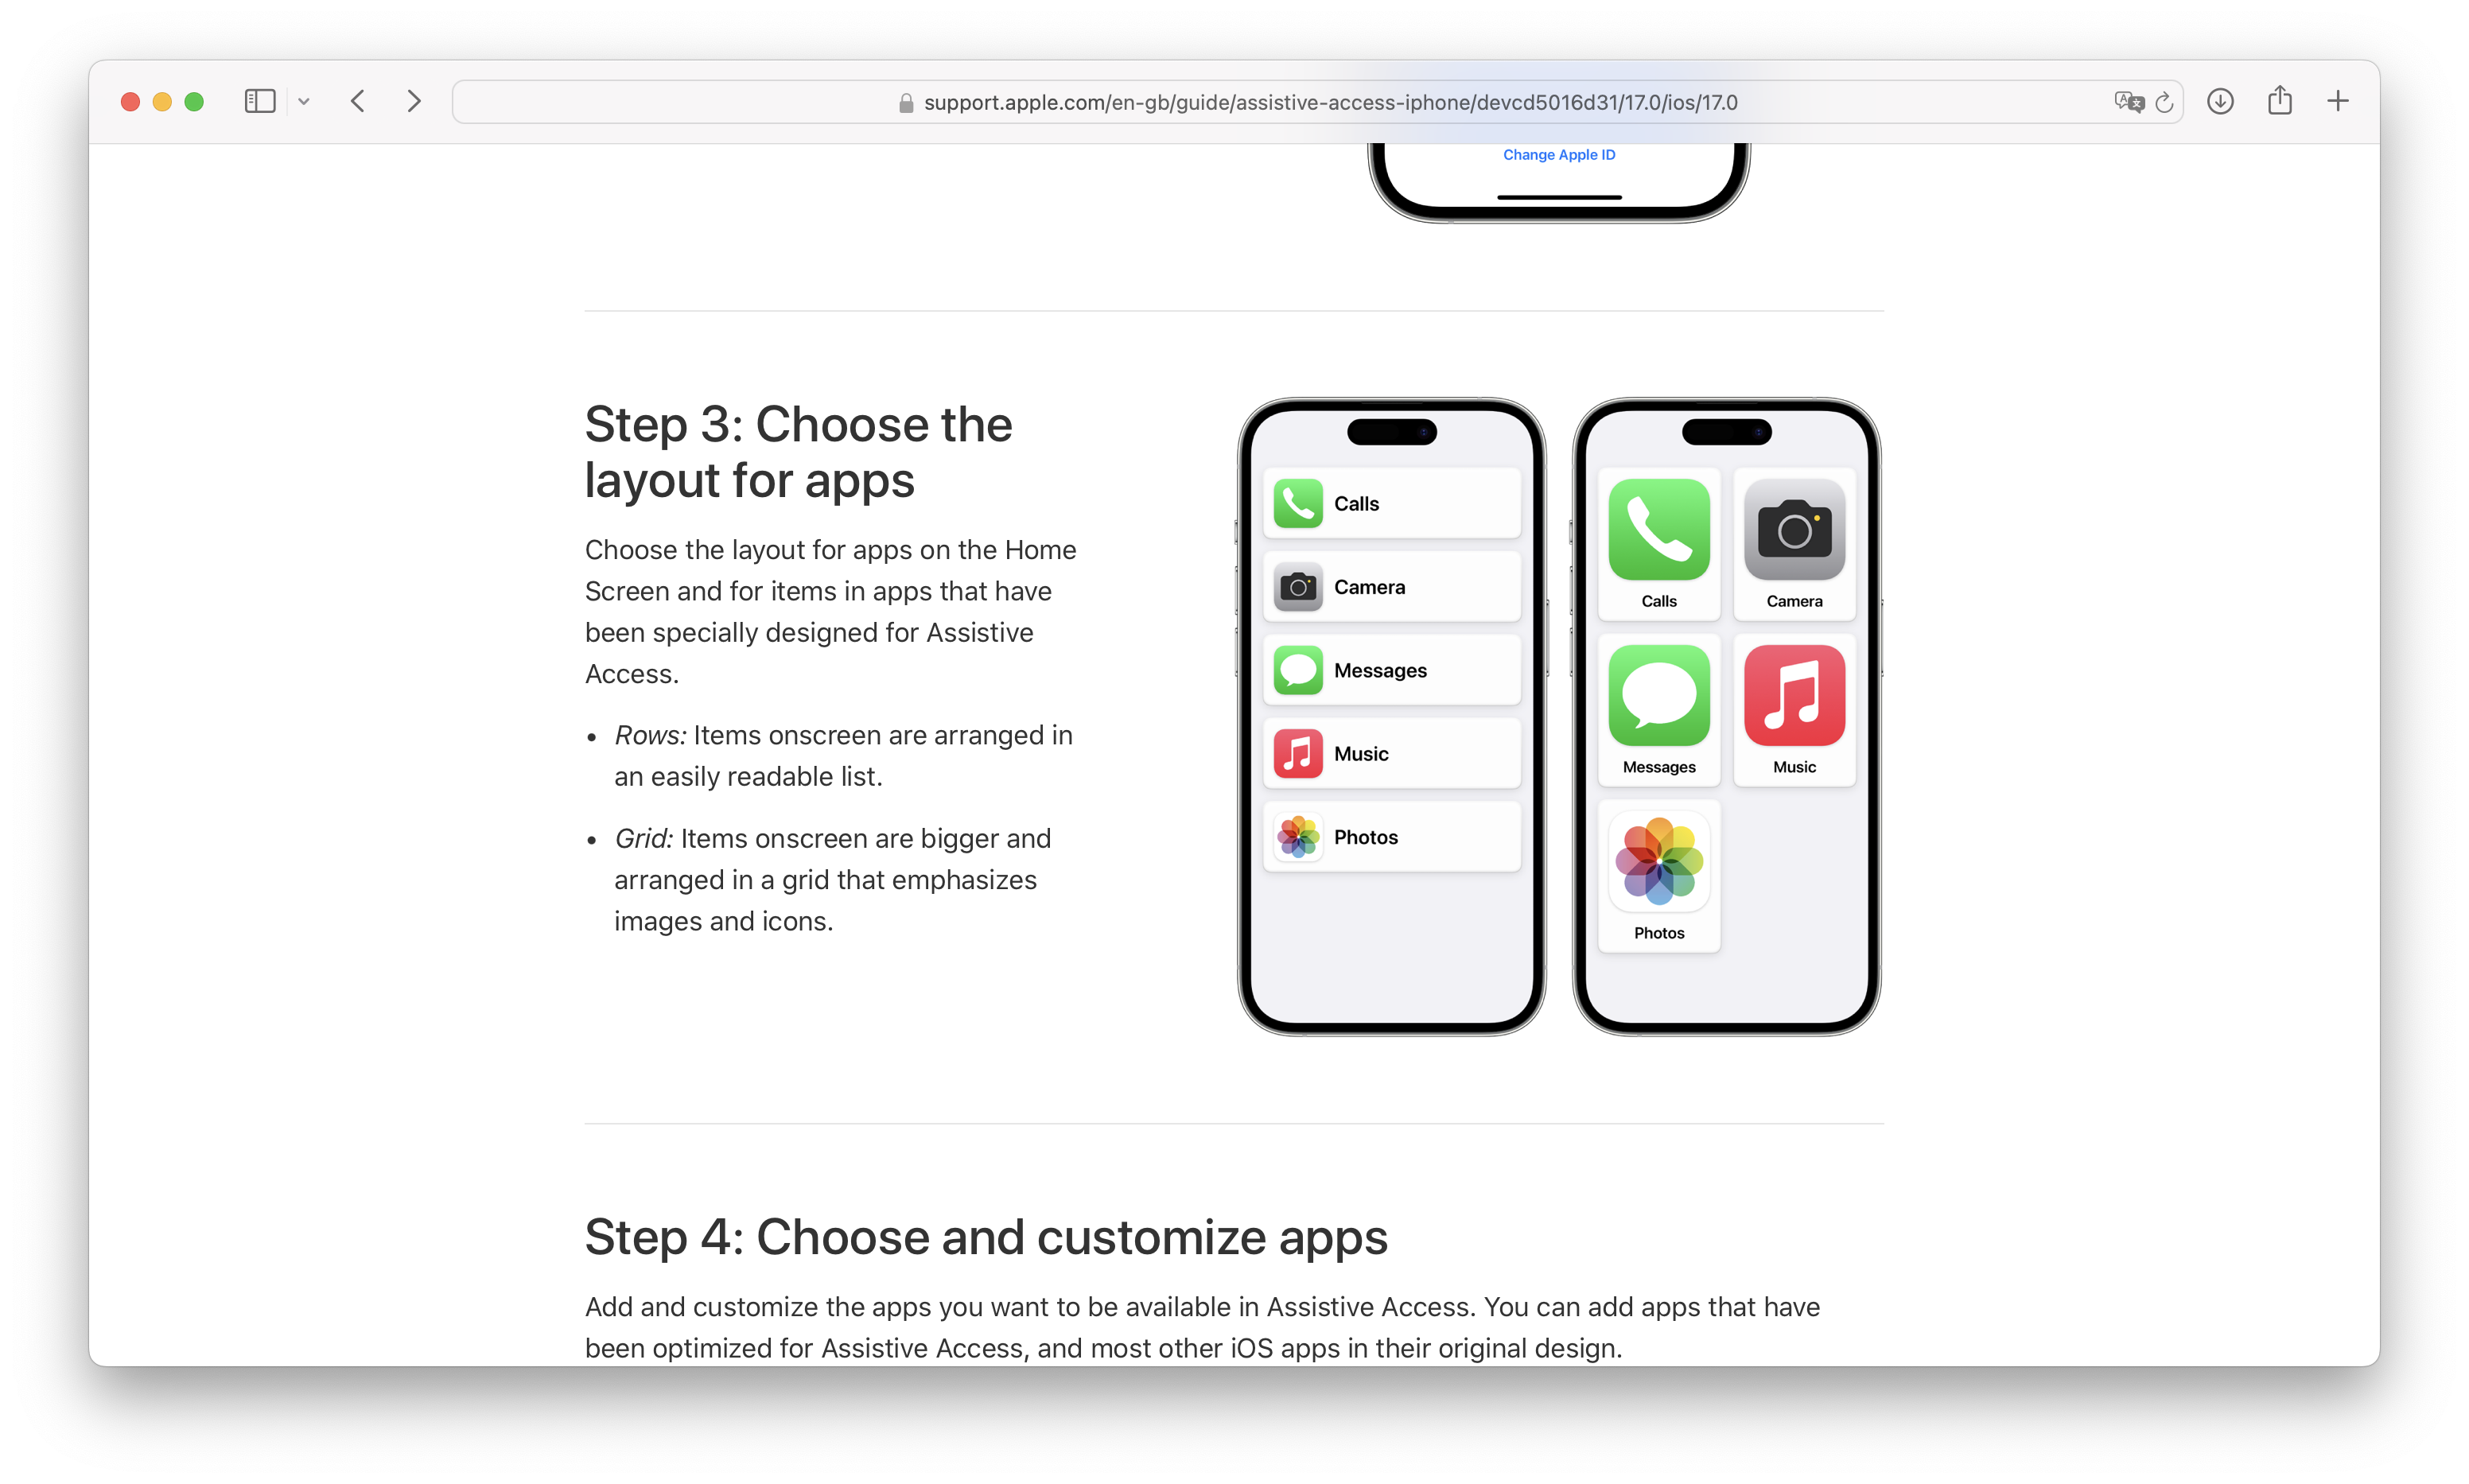 support.apple.com/en-gb/guide/assistive-access-iphone/devcd5016d31/17.0/ios/17.0
Change Apple ID
Step 3: Choose the
layout for apps
Choose the layout for apps on the Home
Screen and for items in apps that have
been specially designed for Assistive
Access.
• Rows: Items onscreen are arranged in
an easily readable list.
• Grid: Items onscreen are bigger and
arranged in a grid that emphasizes
images and icons.
Calls
Camera
Messages
Music
Photos
Calls
Camera
Messages
Music
Photos
Step 4: Choose and customize apps
Add and customize the apps you want to be available in Assistive Access. You can add apps that have
been optimized for Assistive Access, and most other iOS apps in their original design.